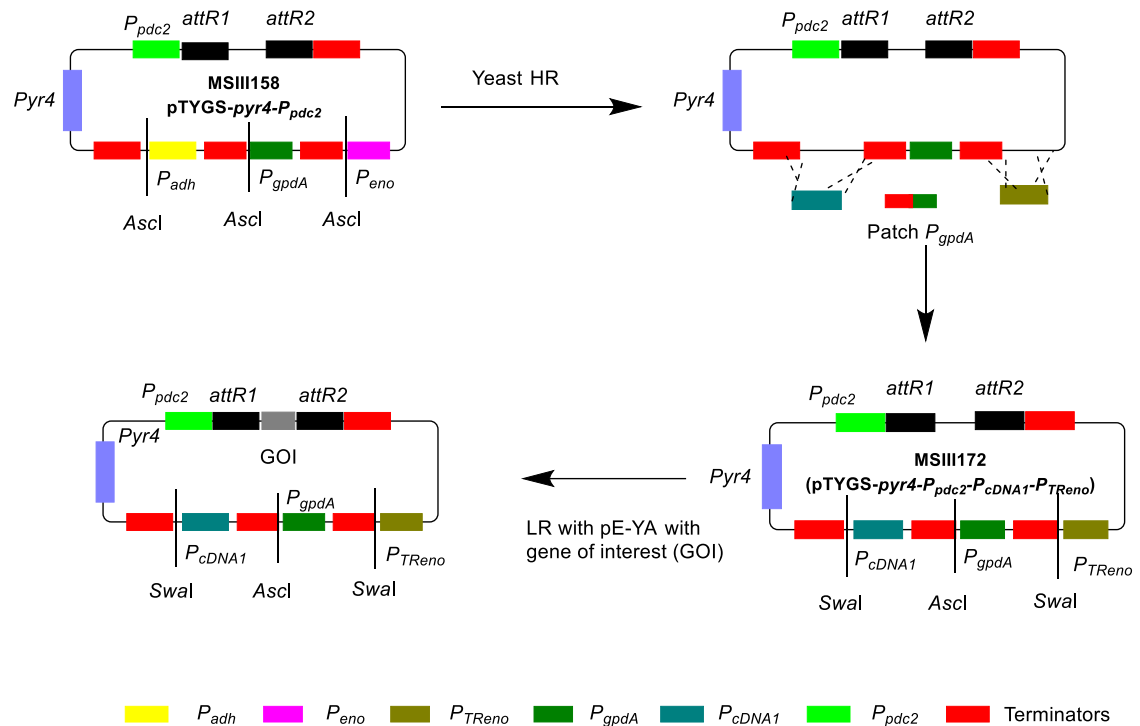 Ppdc2 attR1 attR2
Pyr4
MSIII158
pTYGS-pyr4-Ppdc2
Padh PgpdA Peno
AscI AscI AscI
Yeast HR
Ppdc2 attR1 attR2
Pyr4
Patch PgpdA
Ppdc2 attR1 attR2
Pyr4
GOI
PgpdA
PcDNA1 PTReno
SwaI AscI SwaI
LR with pE-YA with
gene of interest (GOI)
Ppdc2 attR1 attR2
Pyr4
MSIII172
(pTYGS-pyr4-Ppdc2-PcDNA1-PTReno)
PcDNA1 PgpdA PTReno
SwaI AscI SwaI
Padh Peno PTReno PgpdA PcDNA1 Ppdc2 Terminators